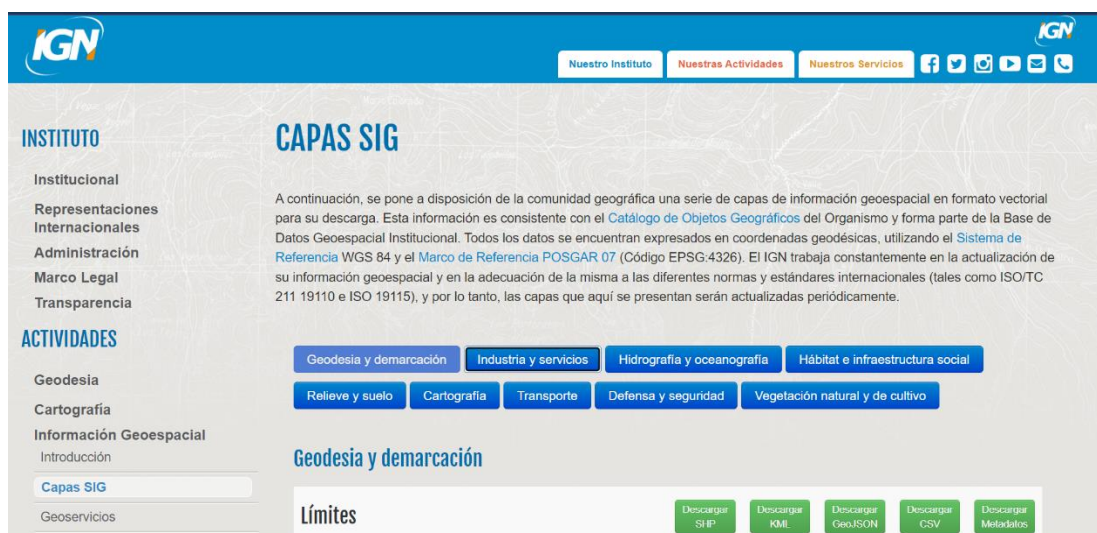 IGN
IGN
Nuestro Instituto
Nuestras Actividades
Nuestros Servicios
INSTITUTO
Institucional
Representaciones
Internacionales
Administración
Marco Legal
Transparencia
ACTIVIDADES
Geodesia
Cartografía
Información Geoespacial
Introducción
Capas SIG
Geoservicios
CAPAS SIG
A continuación, se pone a disposición de la comunidad geográfica una serie de capas de información geoespacial en formato vectorial
para su descarga. Esta información es consistente con el Catálogo de Objetos Geográficos del Organismo y forma parte de la Base de
Datos Geoespacial Institucional. Todos los datos se encuentran expresados en coordenadas geodésicas, utilizando el Sistema de
Referencia WGS 84 y el Marco de Referencia POSGAR 07 (Código EPSG:4326). El IGN trabaja constantemente en la actualización de
su información geoespacial y en la adecuación de la misma a las diferentes normas y estándares internacionales (tales como ISO/TC
211 19110 e ISO 19115), y por lo tanto, las capas que aquí se presentan serán actualizadas periódicamente.
Geodesia y demarcación
Industria y servicios
Hidrografía y oceanografía
Hábitat e infraestructura social
Relieve y suelo
Cartografía
Transporte
Defensa y seguridad
Vegetación natural y de cultivo
Geodesia y demarcación
Límites
Descargar
SHP
Descargar
KML
Descargar
GeoJSON
Descargar
CSV
Descargar
Metadatos